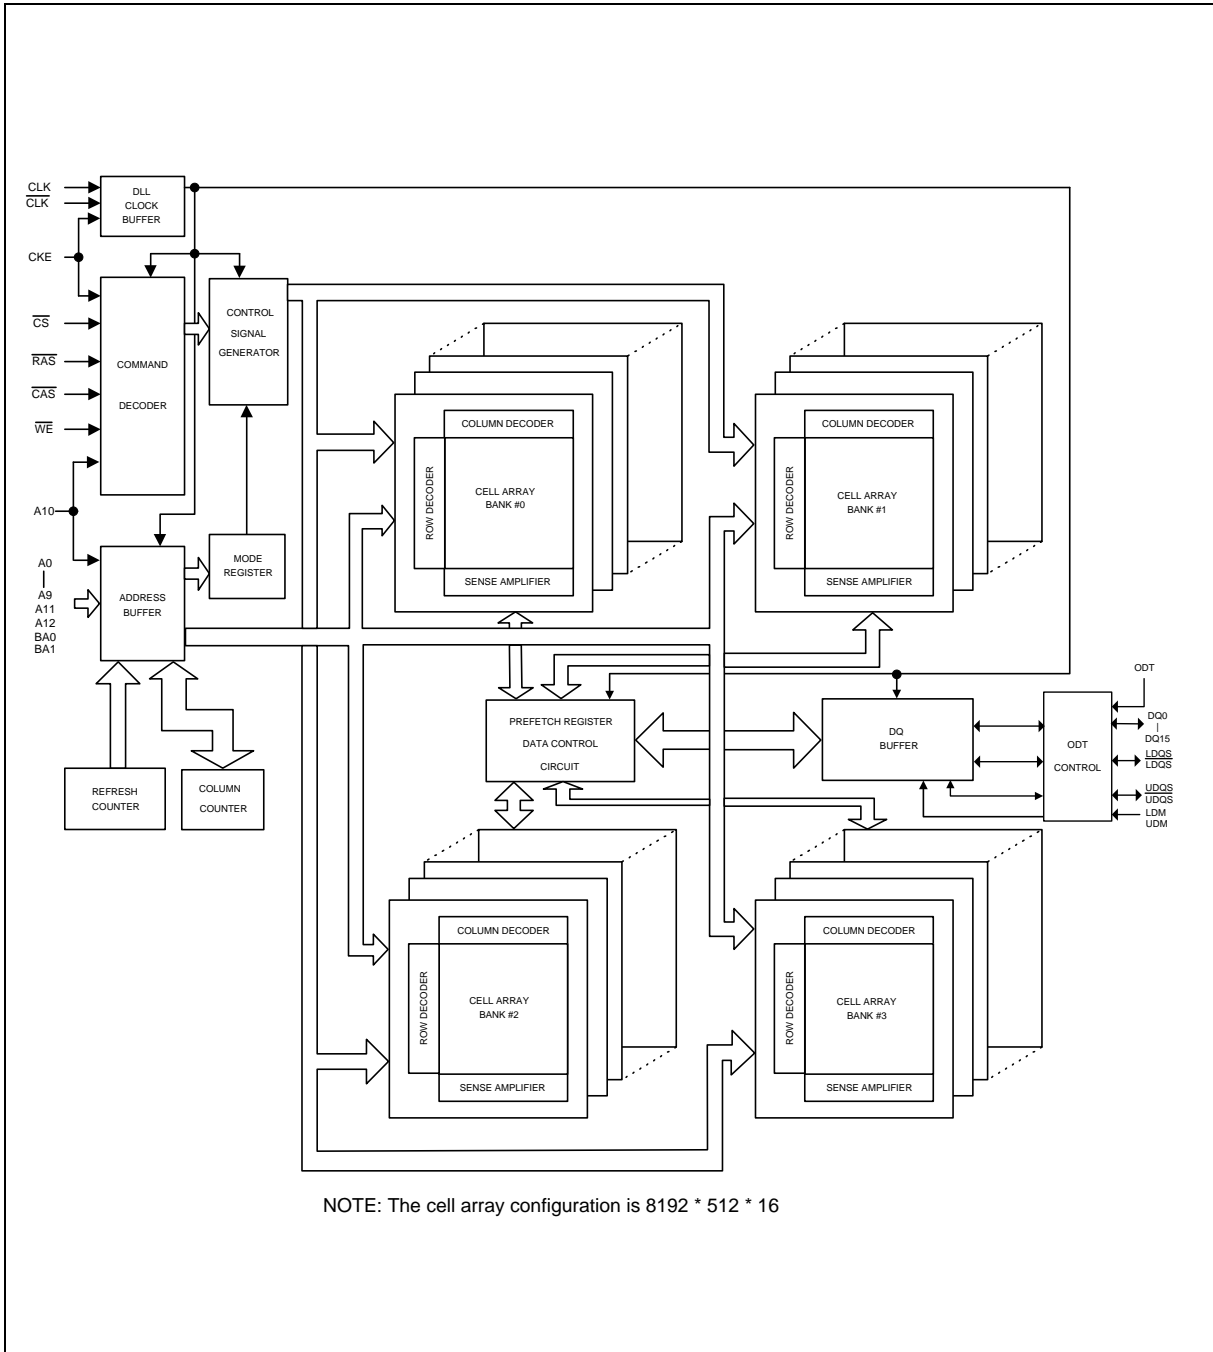 CLK
CLK
CKE
CS
RAS
CAS
WE
A10
A0
A9
A11
A12
BA0
BA1
DLL
CLOCK
BUFFER
COMMAND
DECODER
CONTROL
SIGNAL
GENERATOR
ADDRESS
BUFFER
MODE
REGISTER
REFRESH
COUNTER
COLUMN
COUNTER
COLUMN DECODER
ROW DECODER
CELL ARRAY
BANK #0
SENSE AMPLIFIER
COLUMN DECODER
ROW DECODER
CELL ARRAY
BANK #1
SENSE AMPLIFIER
PREFETCH REGISTER
DATA CONTROL
CIRCUIT
DQ
BUFFER
ODT
CONTROL
ODT
DQ0
DQ15
LDQS
LDQS
UDQS
UDQS
LDM
UDM
COLUMN DECODER
ROW DECODER
CELL ARRAY
BANK #2
SENSE AMPLIFIER
COLUMN DECODER
ROW DECODER
CELL ARRAY
BANK #3
SENSE AMPLIFIER
NOTE: The cell array configuration is 8192 * 512 * 16